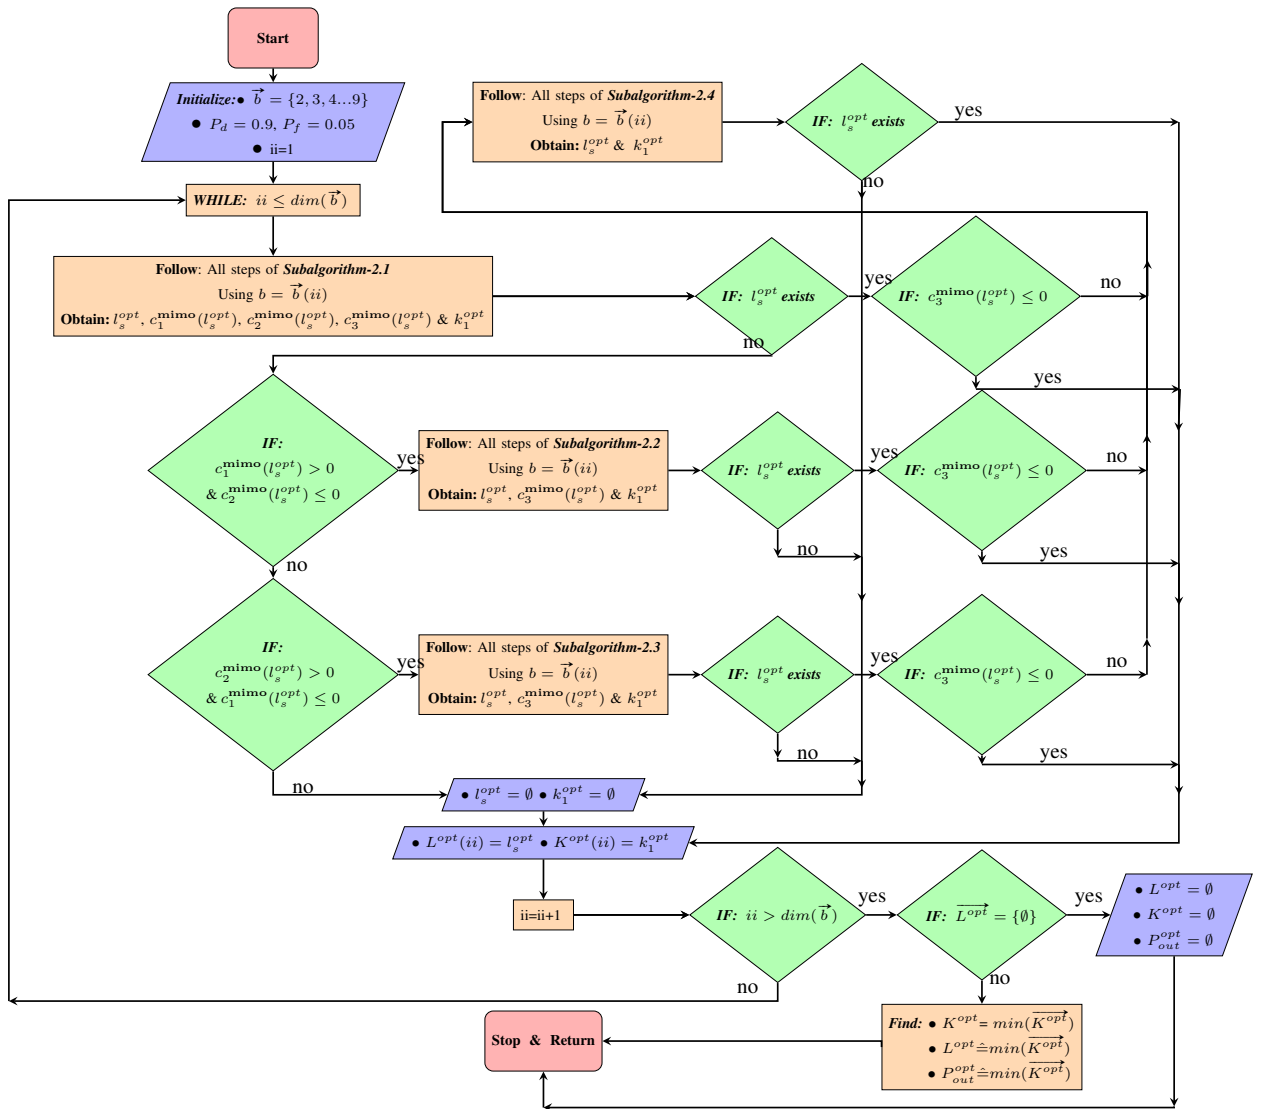 Start
Initialize:● \overrightarrow{b} = {2, 3, 4...9}
● P_d = 0.9, P_f = 0.05
● ii=1
WHILE: ii ≤ dim(\overrightarrow{b})
Follow: All steps of Subalgorithm-2.4
Using b = \overrightarrow{b}(ii)
Obtain: l_s^{opt} & k_1^{opt}
IF: l_s^{opt} exists
yes
no
Follow: All steps of Subalgorithm-2.1
Using b = \overrightarrow{b}(ii)
Obtain: l_s^{opt}, c_1^{mimo}(l_s^{opt}), c_2^{mimo}(l_s^{opt}), c_3^{mimo}(l_s^{opt}) & k_1^{opt}
IF: l_s^{opt} exists
yes
no
IF: c_3^{mimo}(l_s^{opt}) ≤ 0
no
yes
IF:
c_1^{mimo}(l_s^{opt}) > 0
& c_2^{mimo}(l_s^{opt}) ≤ 0
yes
no
Follow: All steps of Subalgorithm-2.2
Using b = \overrightarrow{b}(ii)
Obtain: l_s^{opt}, c_3^{mimo}(l_s^{opt}) & k_1^{opt}
IF: l_s^{opt} exists
yes
no
IF: c_3^{mimo}(l_s^{opt}) ≤ 0
no
yes
IF:
c_2^{mimo}(l_s^{opt}) > 0
& c_1^{mimo}(l_s^{opt}) ≤ 0
yes
no
Follow: All steps of Subalgorithm-2.3
Using b = \overrightarrow{b}(ii)
Obtain: l_s^{opt}, c_3^{mimo}(l_s^{opt}) & k_1^{opt}
IF: l_s^{opt} exists
yes
no
IF: c_3^{mimo}(l_s^{opt}) ≤ 0
no
yes
● l_s^{opt} = ∅ ● k_1^{opt} = ∅
● L^{opt}(ii) = l_s^{opt} ● K^{opt}(ii) = k_1^{opt}
ii=ii+1
IF: ii > dim(\overrightarrow{b})
yes
no
IF: \overrightarrow{L^{opt}} = {∅}
yes
no
● L^{opt} = ∅
● K^{opt} = ∅
● P_{out}^{opt} = ∅
Find: ● K^{opt}= min(\overrightarrow{K^{opt}})
● L^{opt}≙min(\overrightarrow{K^{opt}})
● P_{out}^{opt}≙min(\overrightarrow{K^{opt}})
Stop & Return